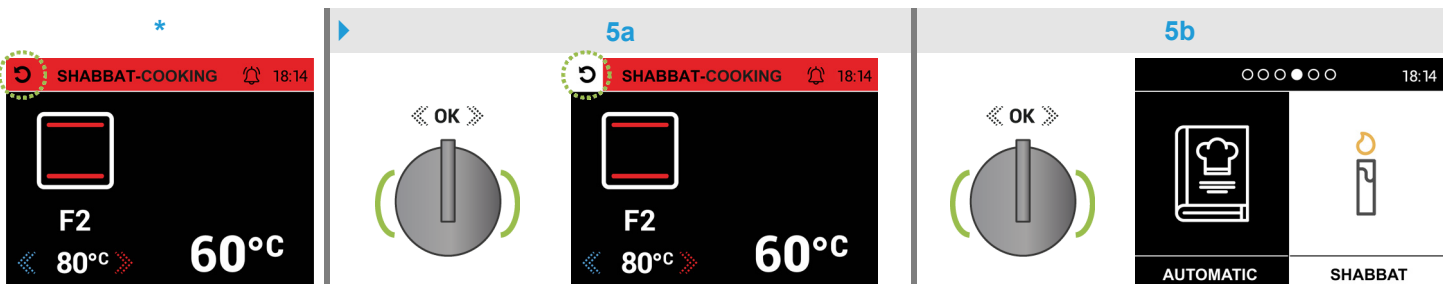 *
5a
5b
SHABBAT-COOKING 18:14
F2
80°C
60°C
OK
SHABBAT-COOKING 18:14
F2
80°C
60°C
OK
18:14
AUTOMATIC
SHABBAT